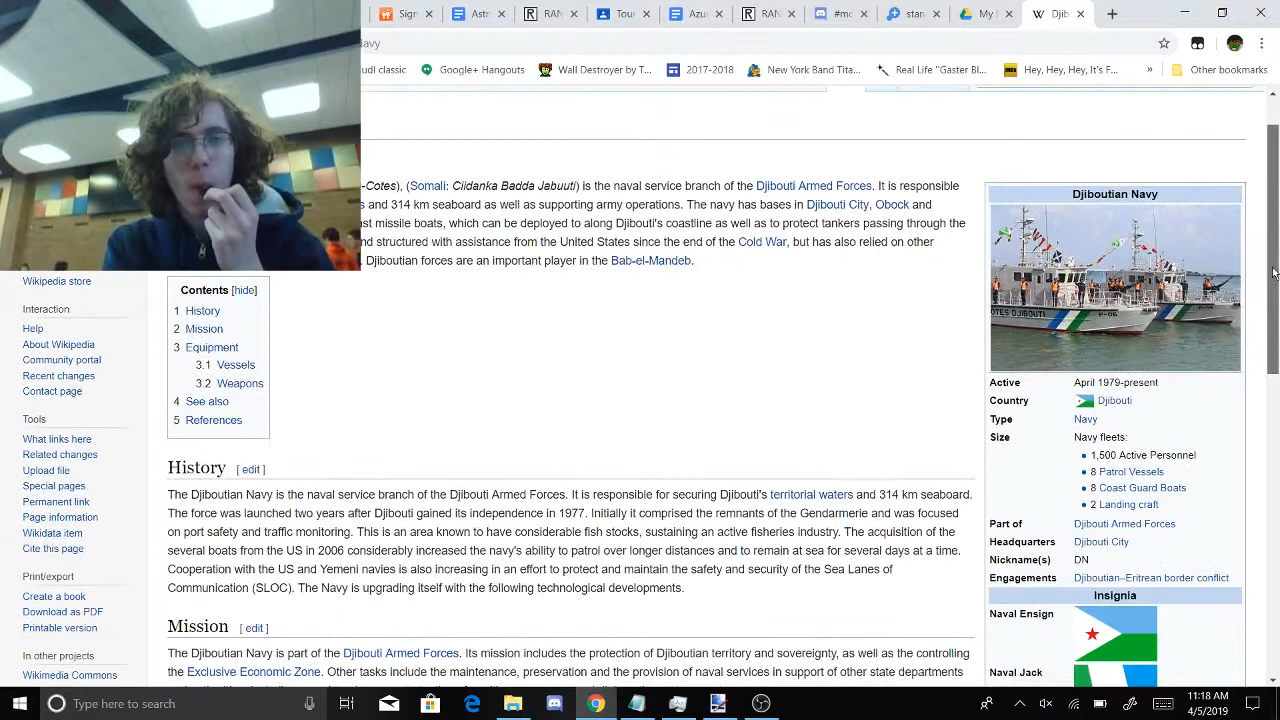 Sign
Astr
RAN
Tour
Azu
RAN
#mc
star
My
Djib
avy
udl classic
Google+ Hangouts
Wall Destroyer by T...
2017-2018
New York Band Tita...
Real Life "Gaster Bl...
Hey, Hey, Hey, It's F...
»
Other bookmarks
-Cotes), (Somali: Ciidanka Badda Jabuuti) is the naval service branch of the Djibouti Armed Forces. It is responsible
s and 314 km seaboard as well as supporting army operations. The navy has bases in Djibouti City, Obock and
st missile boats, which can be deployed to along Djibouti's coastline as well as to protect tankers passing through the
nd structured with assistance from the United States since the end of the Cold War, but has also relied on other
Djiboutian forces are an important player in the Bab-el-Mandeb.
Wikipedia store
Interaction
Help
About Wikipedia
Community portal
Recent changes
Contact page
Tools
What links here
Related changes
Upload file
Special pages
Permanent link
Page information
Wikidata item
Cite this page
Print/export
Create a book
Download as PDF
Printable version
In other projects
Wikimedia Commons
Contents [hide]
1 History
2 Mission
3 Equipment
3.1 Vessels
3.2 Weapons
4 See also
5 References
History [ edit ]
The Djiboutian Navy is the naval service branch of the Djibouti Armed Forces. It is responsible for securing Djibouti's territorial waters and 314 km seaboard.
The force was launched two years after Djibouti gained its independence in 1977. Initially it comprised the remnants of the Gendarmerie and was focused
on port safety and traffic monitoring. This is an area known to have considerable fish stocks, sustaining an active fisheries industry. The acquisition of the
several boats from the US in 2006 considerably increased the navy's ability to patrol over longer distances and to remain at sea for several days at a time.
Cooperation with the US and Yemeni navies is also increasing in an effort to protect and maintain the safety and security of the Sea Lanes of
Communication (SLOC). The Navy is upgrading itself with the following technological developments.
Mission [ edit ]
The Djiboutian Navy is part of the Djibouti Armed Forces. Its mission includes the protection of Djiboutian territory and sovereignty, as well as the controlling
the Exclusive Economic Zone. Other tasks include the maintenance, preservation and the provision of naval services in support of other state departments
Djiboutian Navy
OTES DJIBOUTI
P-06
Active April 1979-present
Country Djibouti
Type Navy
Size Navy fleets:
1,500 Active Personnel
8 Patrol Vessels
8 Coast Guard Boats
2 Landing craft
Part of Djibouti Armed Forces
Headquarters Djibouti City
Nickname(s) DN
Engagements Djiboutian–Eritrean border conflict
Insignia
Naval Ensign
Naval Jack
Type here to search
11:18 AM
4/5/2019